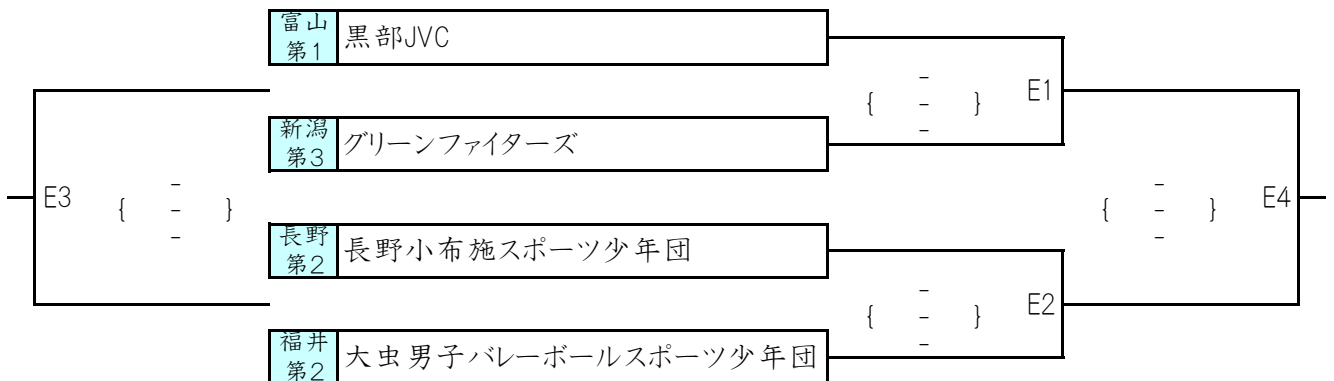 富山
第1
黒部JVC
-
{ - }
-
E1
新潟
第3
グリーンファイターズ
E3
-
{ - }
-
-
{ - }
-
E4
長野
第2
長野小布施スポーツ少年団
-
{ - }
-
E2
福井
第2
大虫男子バレーボールスポーツ少年団